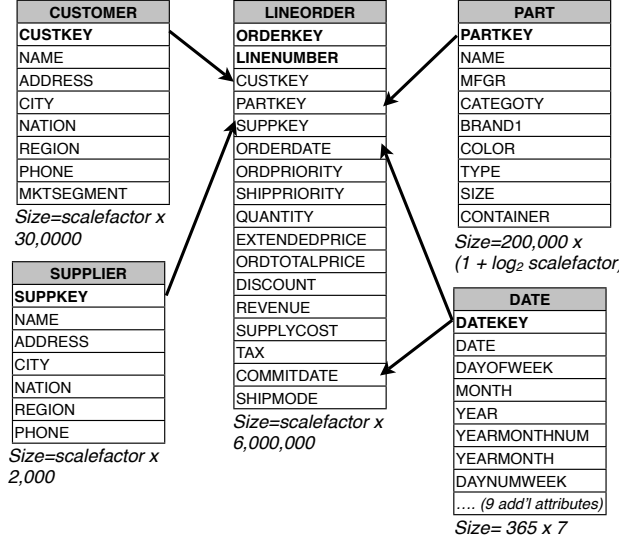 CUSTOMER
CUSTKEY
NAME
ADDRESS
CITY
NATION
REGION
PHONE
MKTSEGMENT
Size=scalefactor x
30,0000
SUPPLIER
SUPPKEY
NAME
ADDRESS
CITY
NATION
REGION
PHONE
Size=scalefactor x
2,000
LINEORDER
ORDERKEY
LINENUMBER
CUSTKEY
PARTKEY
SUPPKEY
ORDERDATE
ORDPRIORITY
SHIPPRIORITY
QUANTITY
EXTENDEDPRICE
ORDTOTALPRICE
DISCOUNT
REVENUE
SUPPLYCOST
TAX
COMMITDATE
SHIPMODE
Size=scalefactor x
6,000,000
PART
PARTKEY
NAME
MFGR
CATEGOTY
BRAND1
COLOR
TYPE
SIZE
CONTAINER
Size=200,000 x
(1 + log₂ scalefactor)
DATE
DATEKEY
DATE
DAYOFWEEK
MONTH
YEAR
YEARMONTHNUM
YEARMONTH
DAYNUMWEEK
…. (9 add'l attributes)
Size= 365 x 7